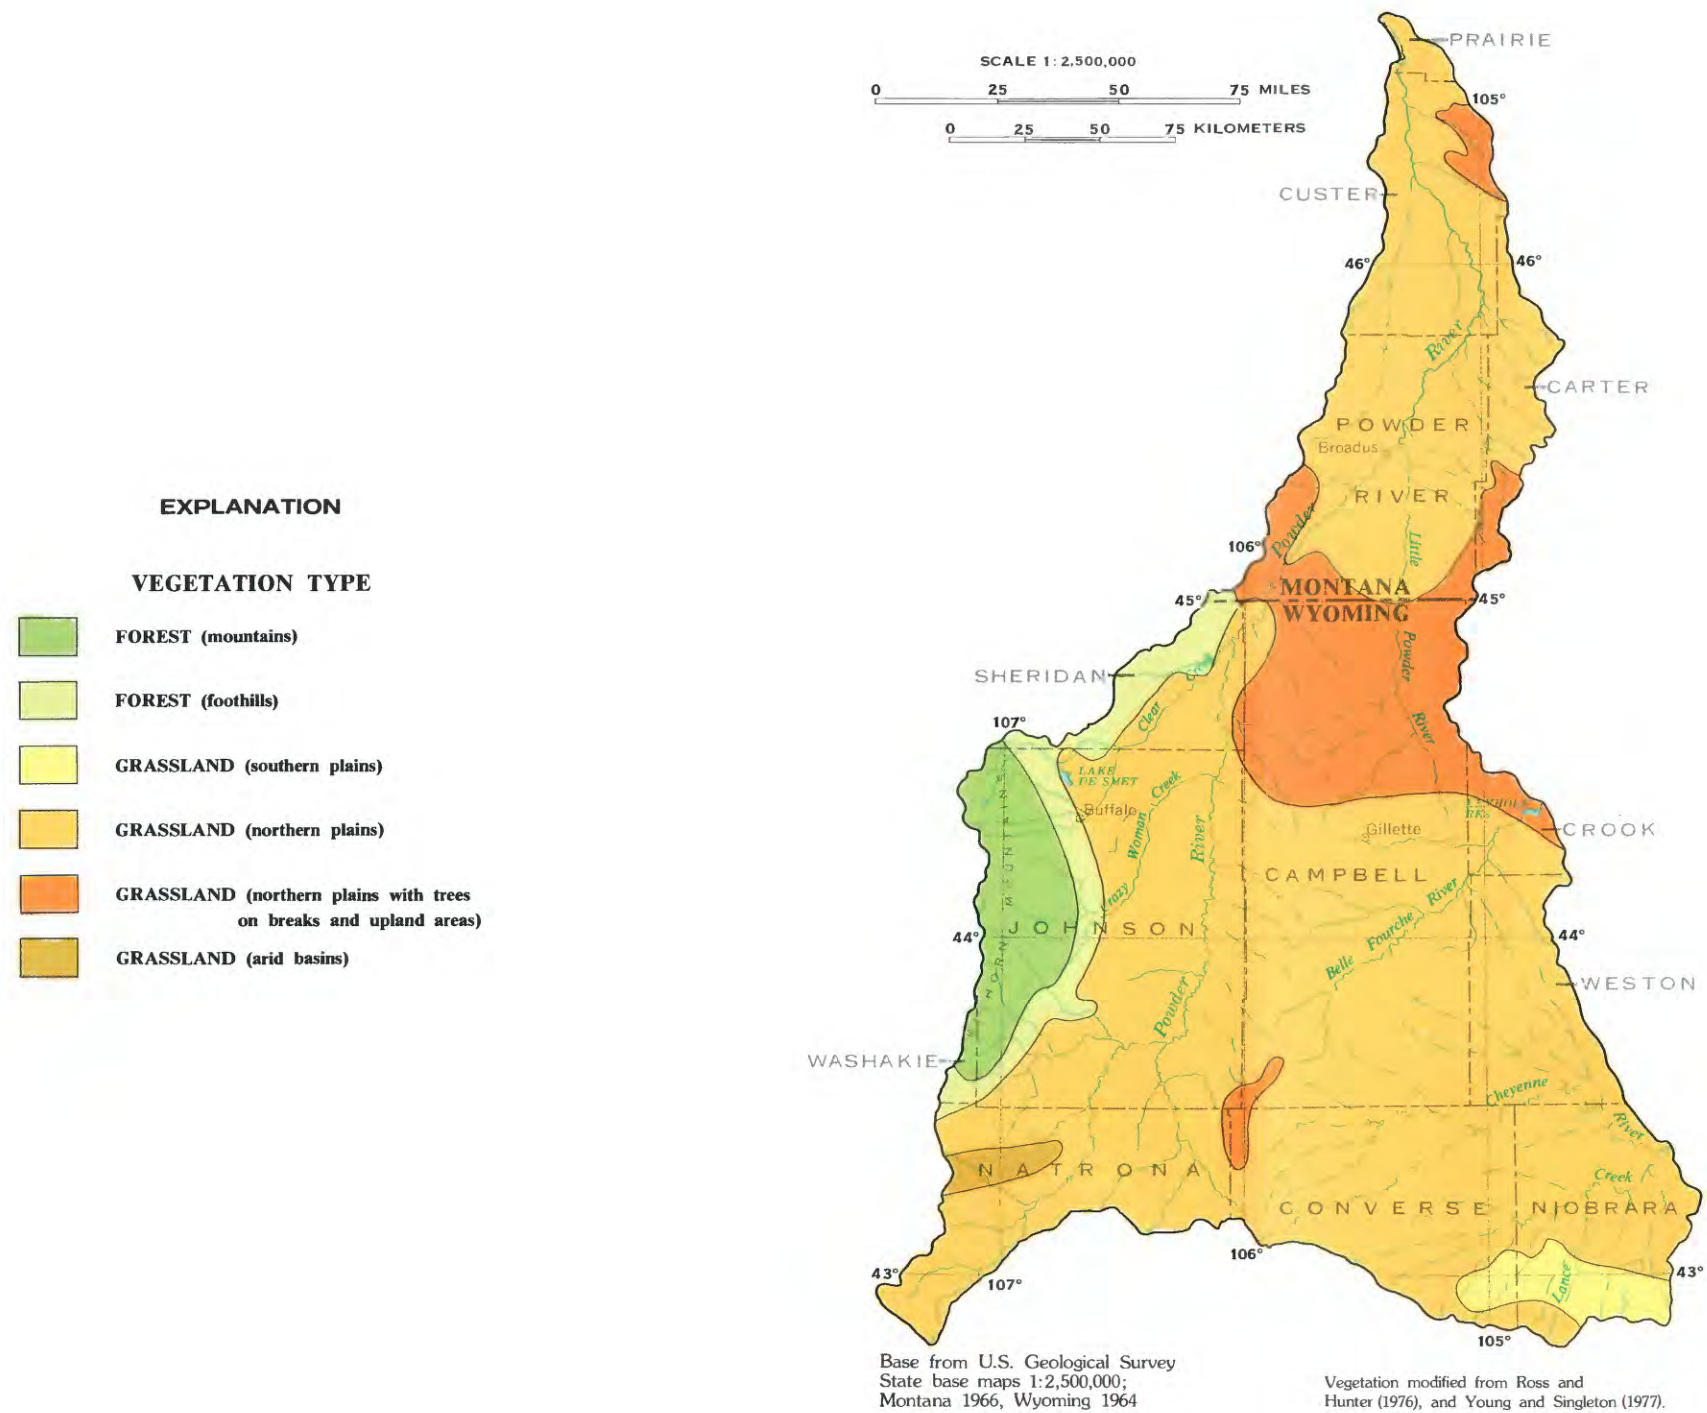 SCALE 1:2,500,000
0 25 50 75 MILES
0 25 50 75 KILOMETERS
PRAIRIE
105°
CUSTER
46°
46°
River
CARTER
POWDER
Broadus
RIVER
Powder
Little
106°
MONTANA
45°
45°
WYOMING
Powder
River
SHERIDAN
Creek
Clear
107°
LAKE
DE SMET
Buffalo
Crazy Woman Creek
River
Gillette
CROOK
CAMPBELL
Belle Fourche River
JOHNSON
44°
44°
MOUNTAINS
Powder
WESTON
WASHAKIE
Cheyenne
River
NATRONA
Creek
CONVERSE
NIOBRARA
Lance
106°
43°
43°
107°
105°
EXPLANATION
VEGETATION TYPE
FOREST (mountains)
FOREST (foothills)
GRASSLAND (southern plains)
GRASSLAND (northern plains)
GRASSLAND (northern plains with trees
on breaks and upland areas)
GRASSLAND (arid basins)
Base from U.S. Geological Survey
State base maps 1:2,500,000;
Montana 1966, Wyoming 1964
Vegetation modified from Ross and
Hunter (1976), and Young and Singleton (1977).